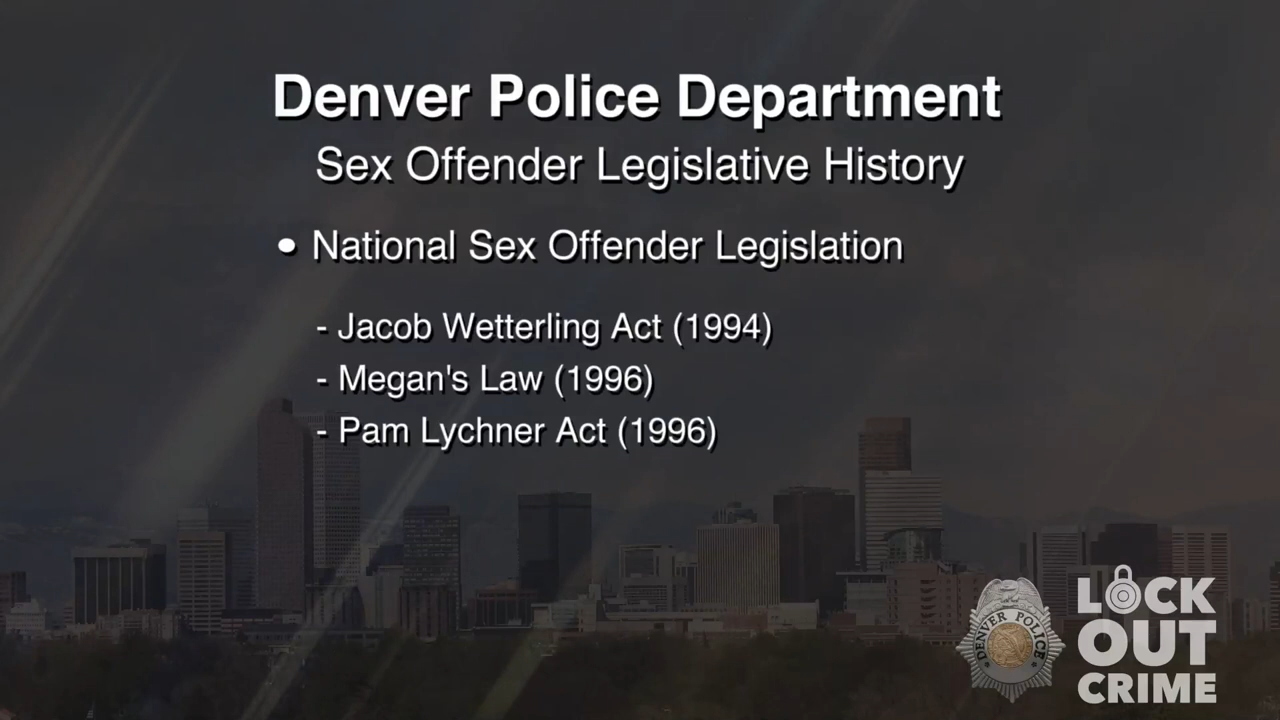 Denver Police Department
Sex Offender Legislative History
• National Sex Offender Legislation
- Jacob Wetterling Act (1994)
- Megan's Law (1996)
- Pam Lychner Act (1996)
DENVER POLICE
LOCK
OUT
CRIME